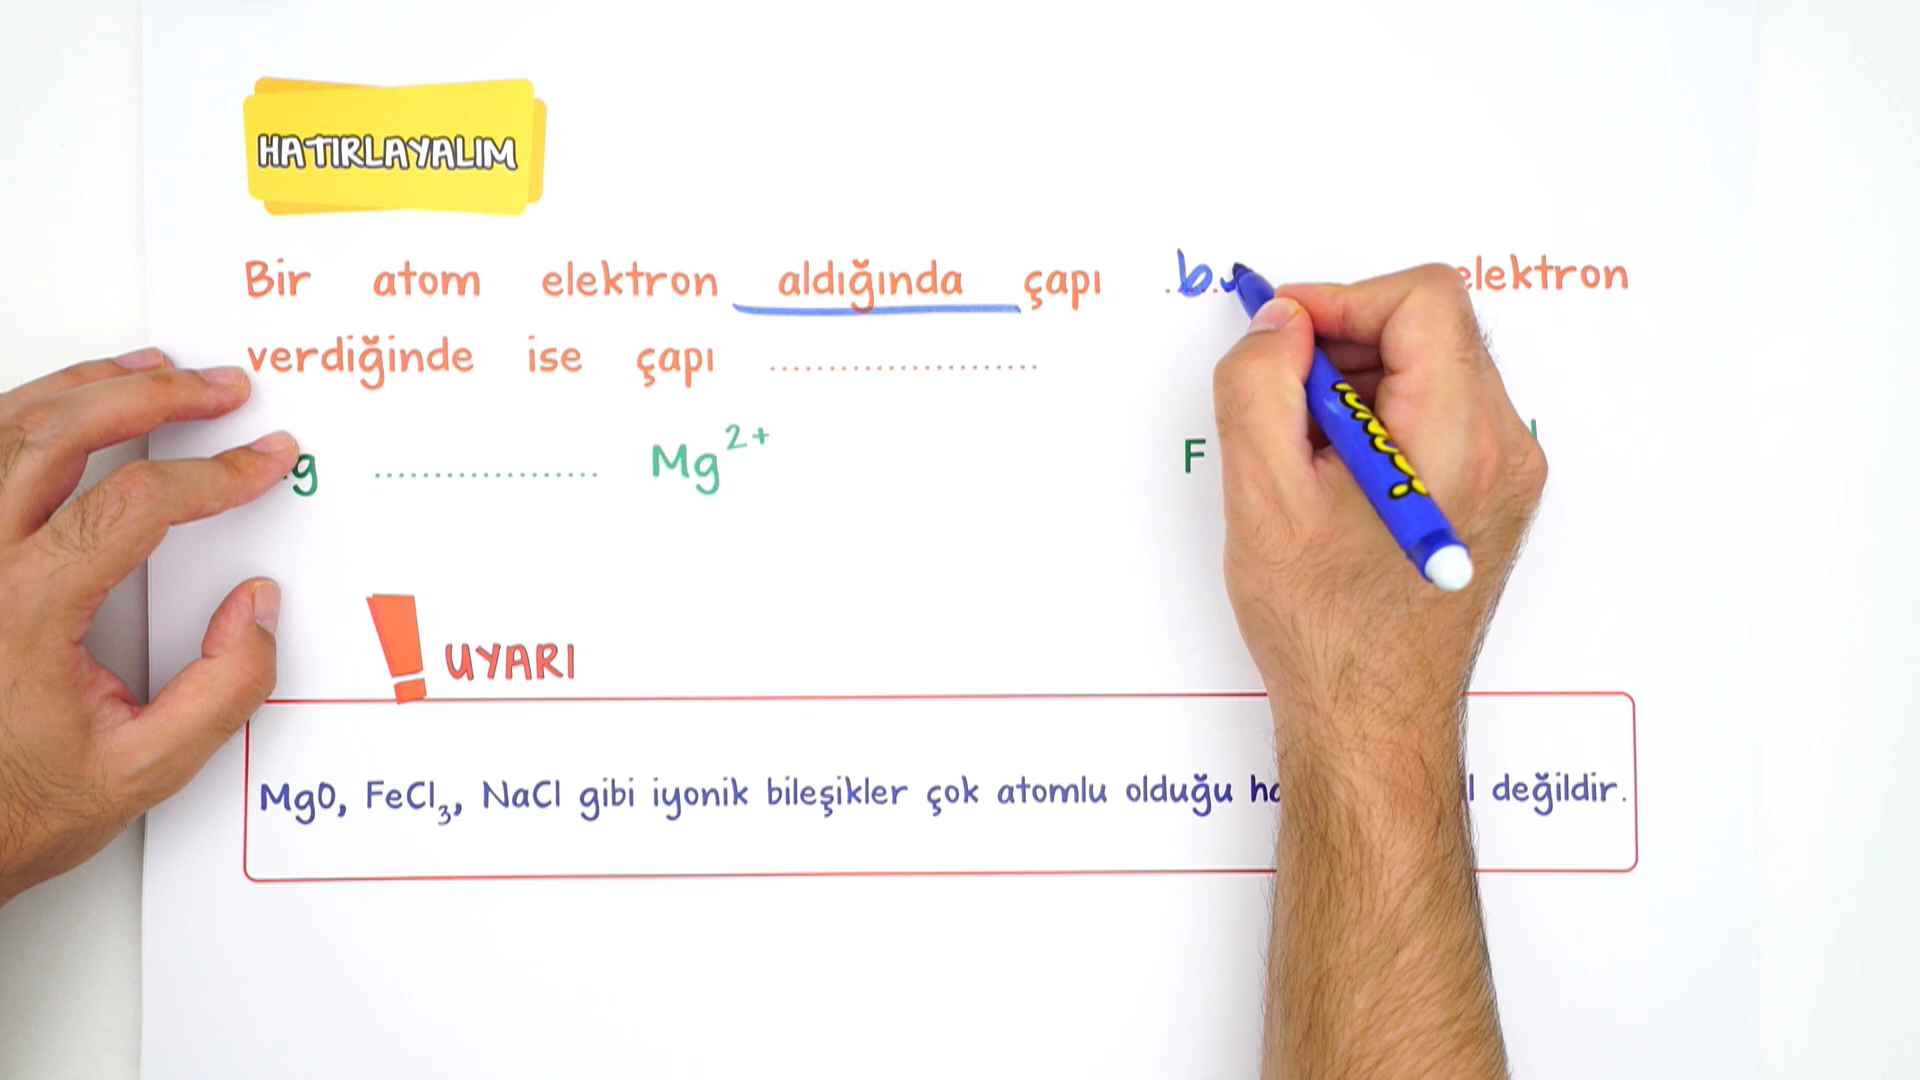 HATIRLAYALIM
Bir atom elektron aldığında çapı ........ elektron
verdiğinde ise çapı ........................
........................ Mg²⁺ F
! UYARI
MgO, FeCl₃, NaCl gibi iyonik bileşikler çok atomlu olduğu değildir.